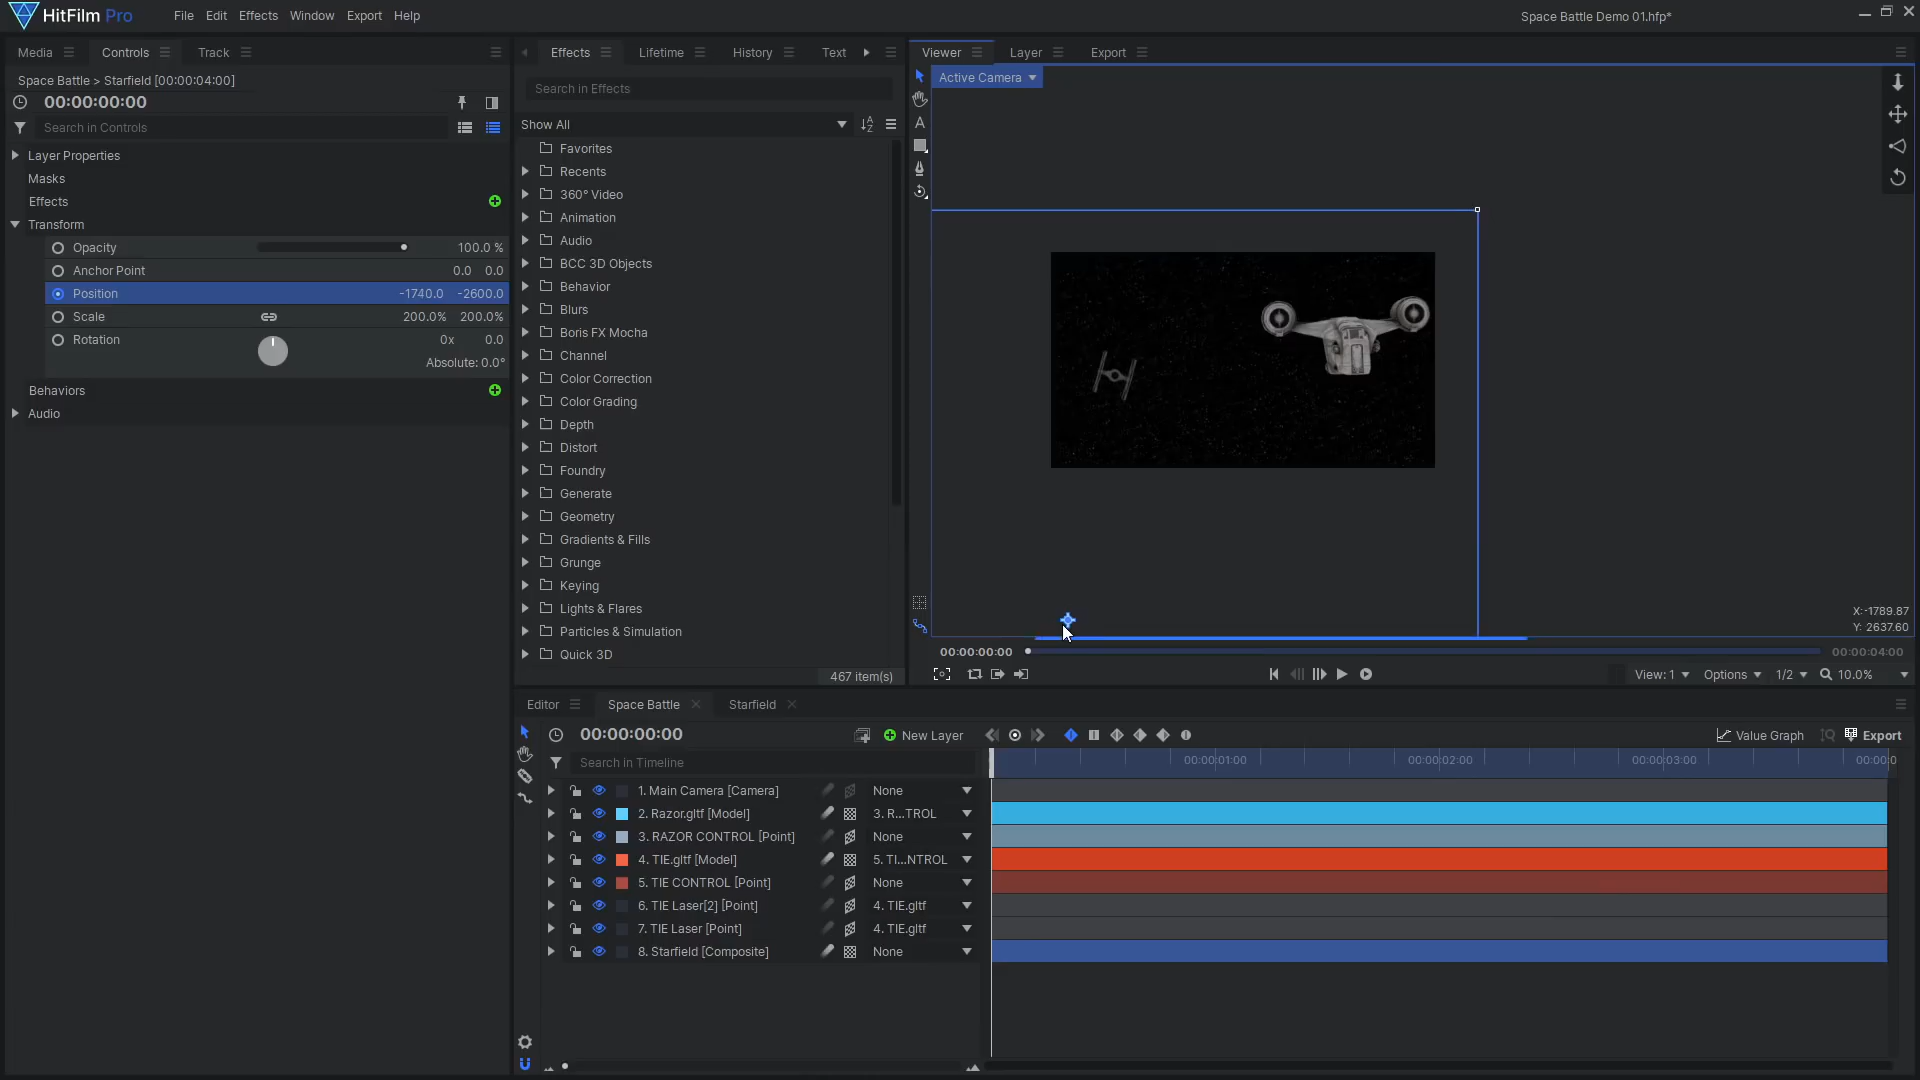 HitFilm Pro
File Edit Effects Window Export Help
Space Battle Demo 01.hfp*
Media Controls Track
Space Battle > Starfield [00:00:04:00]
00:00:00:00
Search in Controls
Layer Properties
Masks
Effects
Transform
Opacity 100.0 %
Anchor Point 0.0 0.0
Position -1740.0 -2600.0
Scale 200.0% 200.0%
Rotation 0x 0.0
Absolute: 0.0°
Behaviors
Audio
Effects Lifetime History Text
Search in Effects
Show All
Favorites
Recents
360° Video
Animation
Audio
BCC 3D Objects
Behavior
Blurs
Boris FX Mocha
Channel
Color Correction
Color Grading
Depth
Distort
Foundry
Generate
Geometry
Gradients & Fills
Grunge
Keying
Lights & Flares
Particles & Simulation
Quick 3D
467 item(s)
Viewer Layer Export
Active Camera
A
X:-1789.87
Y: 2637.60
00:00:00:00 00:00:04:00
View: 1 Options 1/2 10.0%
Editor Space Battle Starfield
00:00:00:00 New Layer Value Graph Export
Search in Timeline
00:00:01:00 00:00:02:00 00:00:03:00 00:00:0
1. Main Camera [Camera] None
2. Razor.gltf [Model] 3. R...TROL
3. RAZOR CONTROL [Point] None
4. TIE.gltf [Model] 5. TI...NTROL
5. TIE CONTROL [Point] None
6. TIE Laser[2] [Point] 4. TIE.gltf
7. TIE Laser [Point] 4. TIE.gltf
8. Starfield [Composite] None